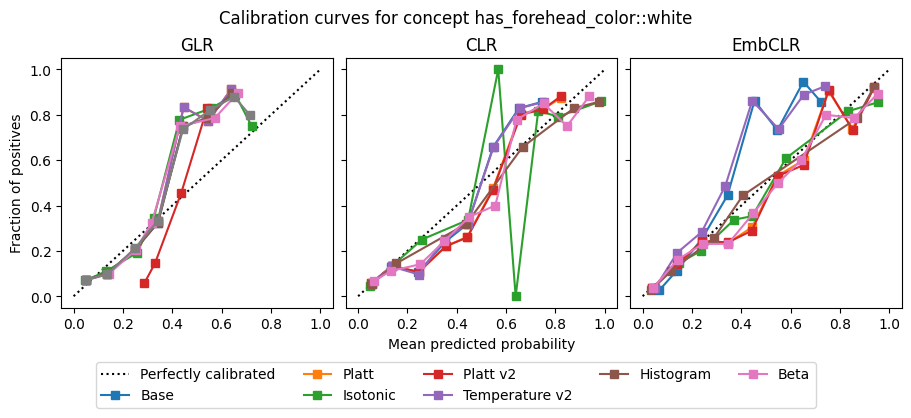 Calibration curves for concept has_forehead_color::white
GLR CLR EmbCLR
1.0
0.8
0.6
0.4
0.2
0.0
Fraction of positives
0.0 0.2 0.4 0.6 0.8 1.0 0.0 0.2 0.4 0.6 0.8 1.0 0.0 0.2 0.4 0.6 0.8 1.0
Mean predicted probability
Perfectly calibrated Platt Platt v2 Histogram Beta
Base Isotonic Temperature v2